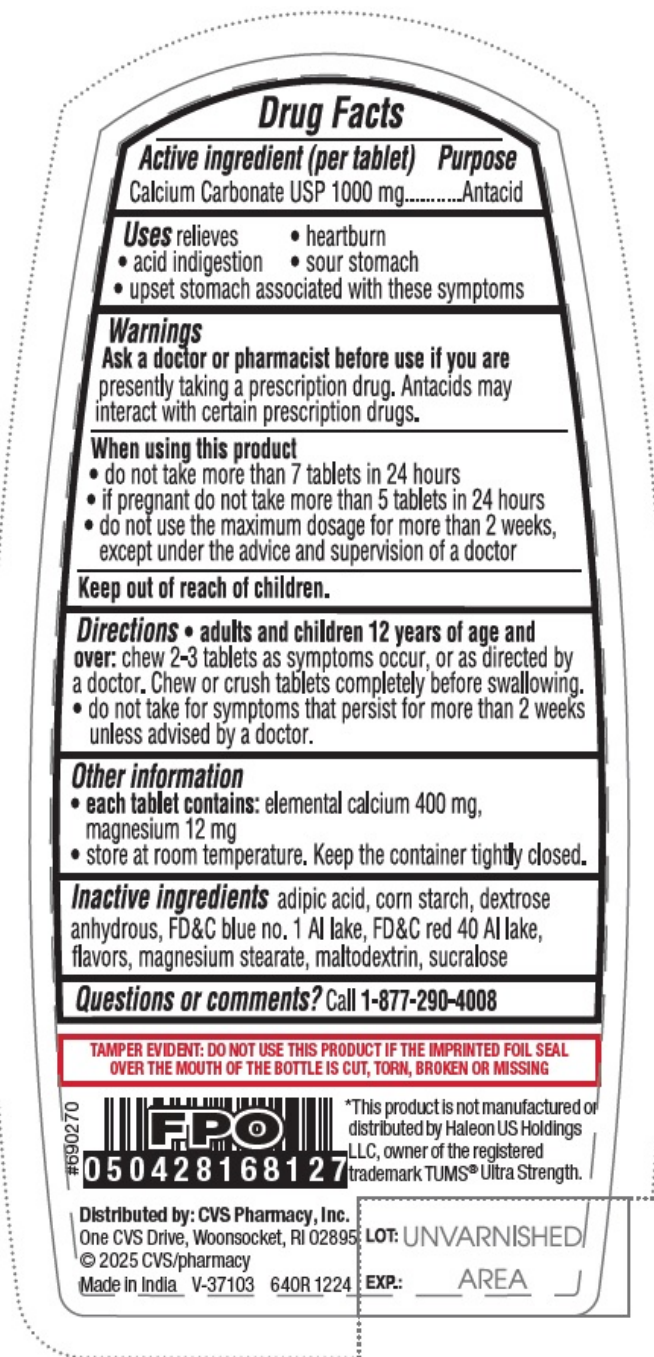 Drug Facts
Active ingredient (per tablet) Purpose
Calcium Carbonate USP 1000 mg...........Antacid
Uses relieves • heartburn
• acid indigestion • sour stomach
• upset stomach associated with these symptoms
Warnings
Ask a doctor or pharmacist before use if you are
presently taking a prescription drug. Antacids may
interact with certain prescription drugs.
When using this product
• do not take more than 7 tablets in 24 hours
• if pregnant do not take more than 5 tablets in 24 hours
• do not use the maximum dosage for more than 2 weeks,
except under the advice and supervision of a doctor
Keep out of reach of children.
Directions • adults and children 12 years of age and
over: chew 2-3 tablets as symptoms occur, or as directed by
a doctor. Chew or crush tablets completely before swallowing.
• do not take for symptoms that persist for more than 2 weeks
unless advised by a doctor.
Other information
• each tablet contains: elemental calcium 400 mg,
magnesium 12 mg
• store at room temperature. Keep the container tightly closed.
Inactive ingredients adipic acid, corn starch, dextrose
anhydrous, FD&C blue no. 1 Al lake, FD&C red 40 Al lake,
flavors, magnesium stearate, maltodextrin, sucralose
Questions or comments? Call 1-877-290-4008
TAMPER EVIDENT: DO NOT USE THIS PRODUCT IF THE IMPRINTED FOIL SEAL
OVER THE MOUTH OF THE BOTTLE IS CUT, TORN, BROKEN OR MISSING
#690270
FPO
050428168127
*This product is not manufactured or
distributed by Haleon US Holdings
LLC, owner of the registered
trademark TUMS® Ultra Strength.
Distributed by: CVS Pharmacy, Inc.
One CVS Drive, Woonsocket, RI 02895
© 2025 CVS/pharmacy
Made in India V-37103 640R 1224
LOT: UNVARNISHED
EXP.: AREA